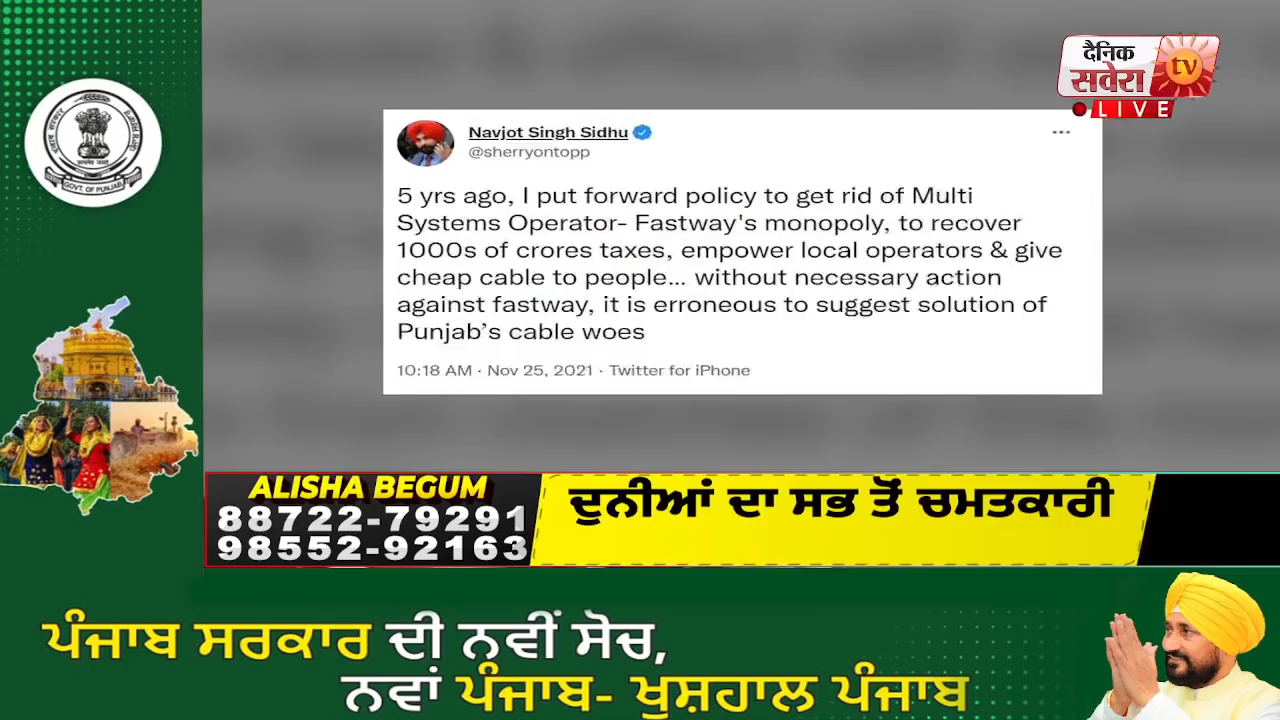 दैनिक
सवेरा tv
LIVE
GOVT. OF PUNJAB
Navjot Singh Sidhu
@sherryontopp
5 yrs ago, I put forward policy to get rid of Multi
Systems Operator- Fastway's monopoly, to recover
1000s of crores taxes, empower local operators & give
cheap cable to people... without necessary action
against fastway, it is erroneous to suggest solution of
Punjab’s cable woes
10:18 AM · Nov 25, 2021 · Twitter for iPhone
ALISHA BEGUM
88722-79291
98552-92163
ਦੁਨੀਆਂ ਦਾ ਸਭ ਤੋਂ ਚਮਤਕਾਰੀ
ਪੰਜਾਬ ਸਰਕਾਰ ਦੀ ਨਵੀਂ ਸੋਚ,
ਨਵਾਂ ਪੰਜਾਬ- ਖੁਸ਼ਹਾਲ ਪੰਜਾਬ